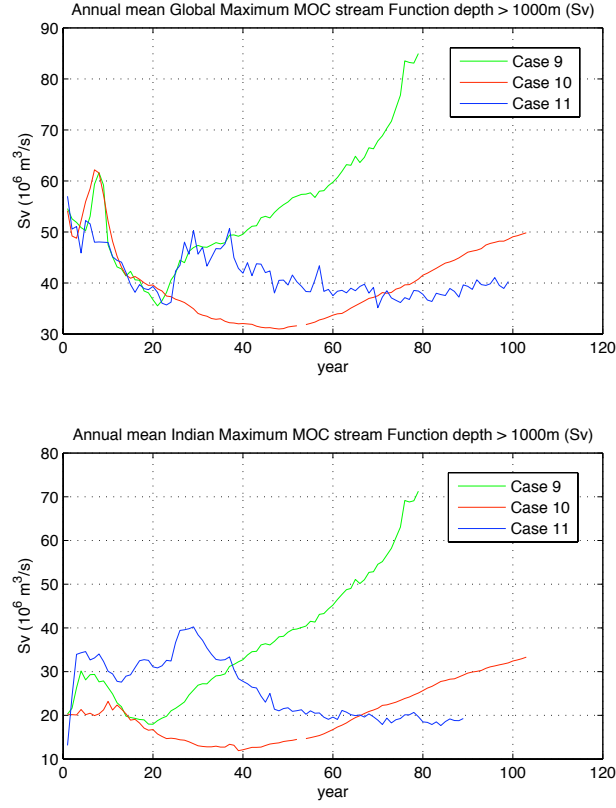 Annual mean Global Maximum MOC stream Function depth > 1000m (Sv)
90
80
70
60
50
40
30
Sv (10⁶ m³/s)
Case 9
Case 10
Case 11
0 20 40 60 80 100 120
year
Annual mean Indian Maximum MOC stream Function depth > 1000m (Sv)
80
70
60
50
40
30
20
10
Sv (10⁶ m³/s)
Case 9
Case 10
Case 11
0 20 40 60 80 100 120
year